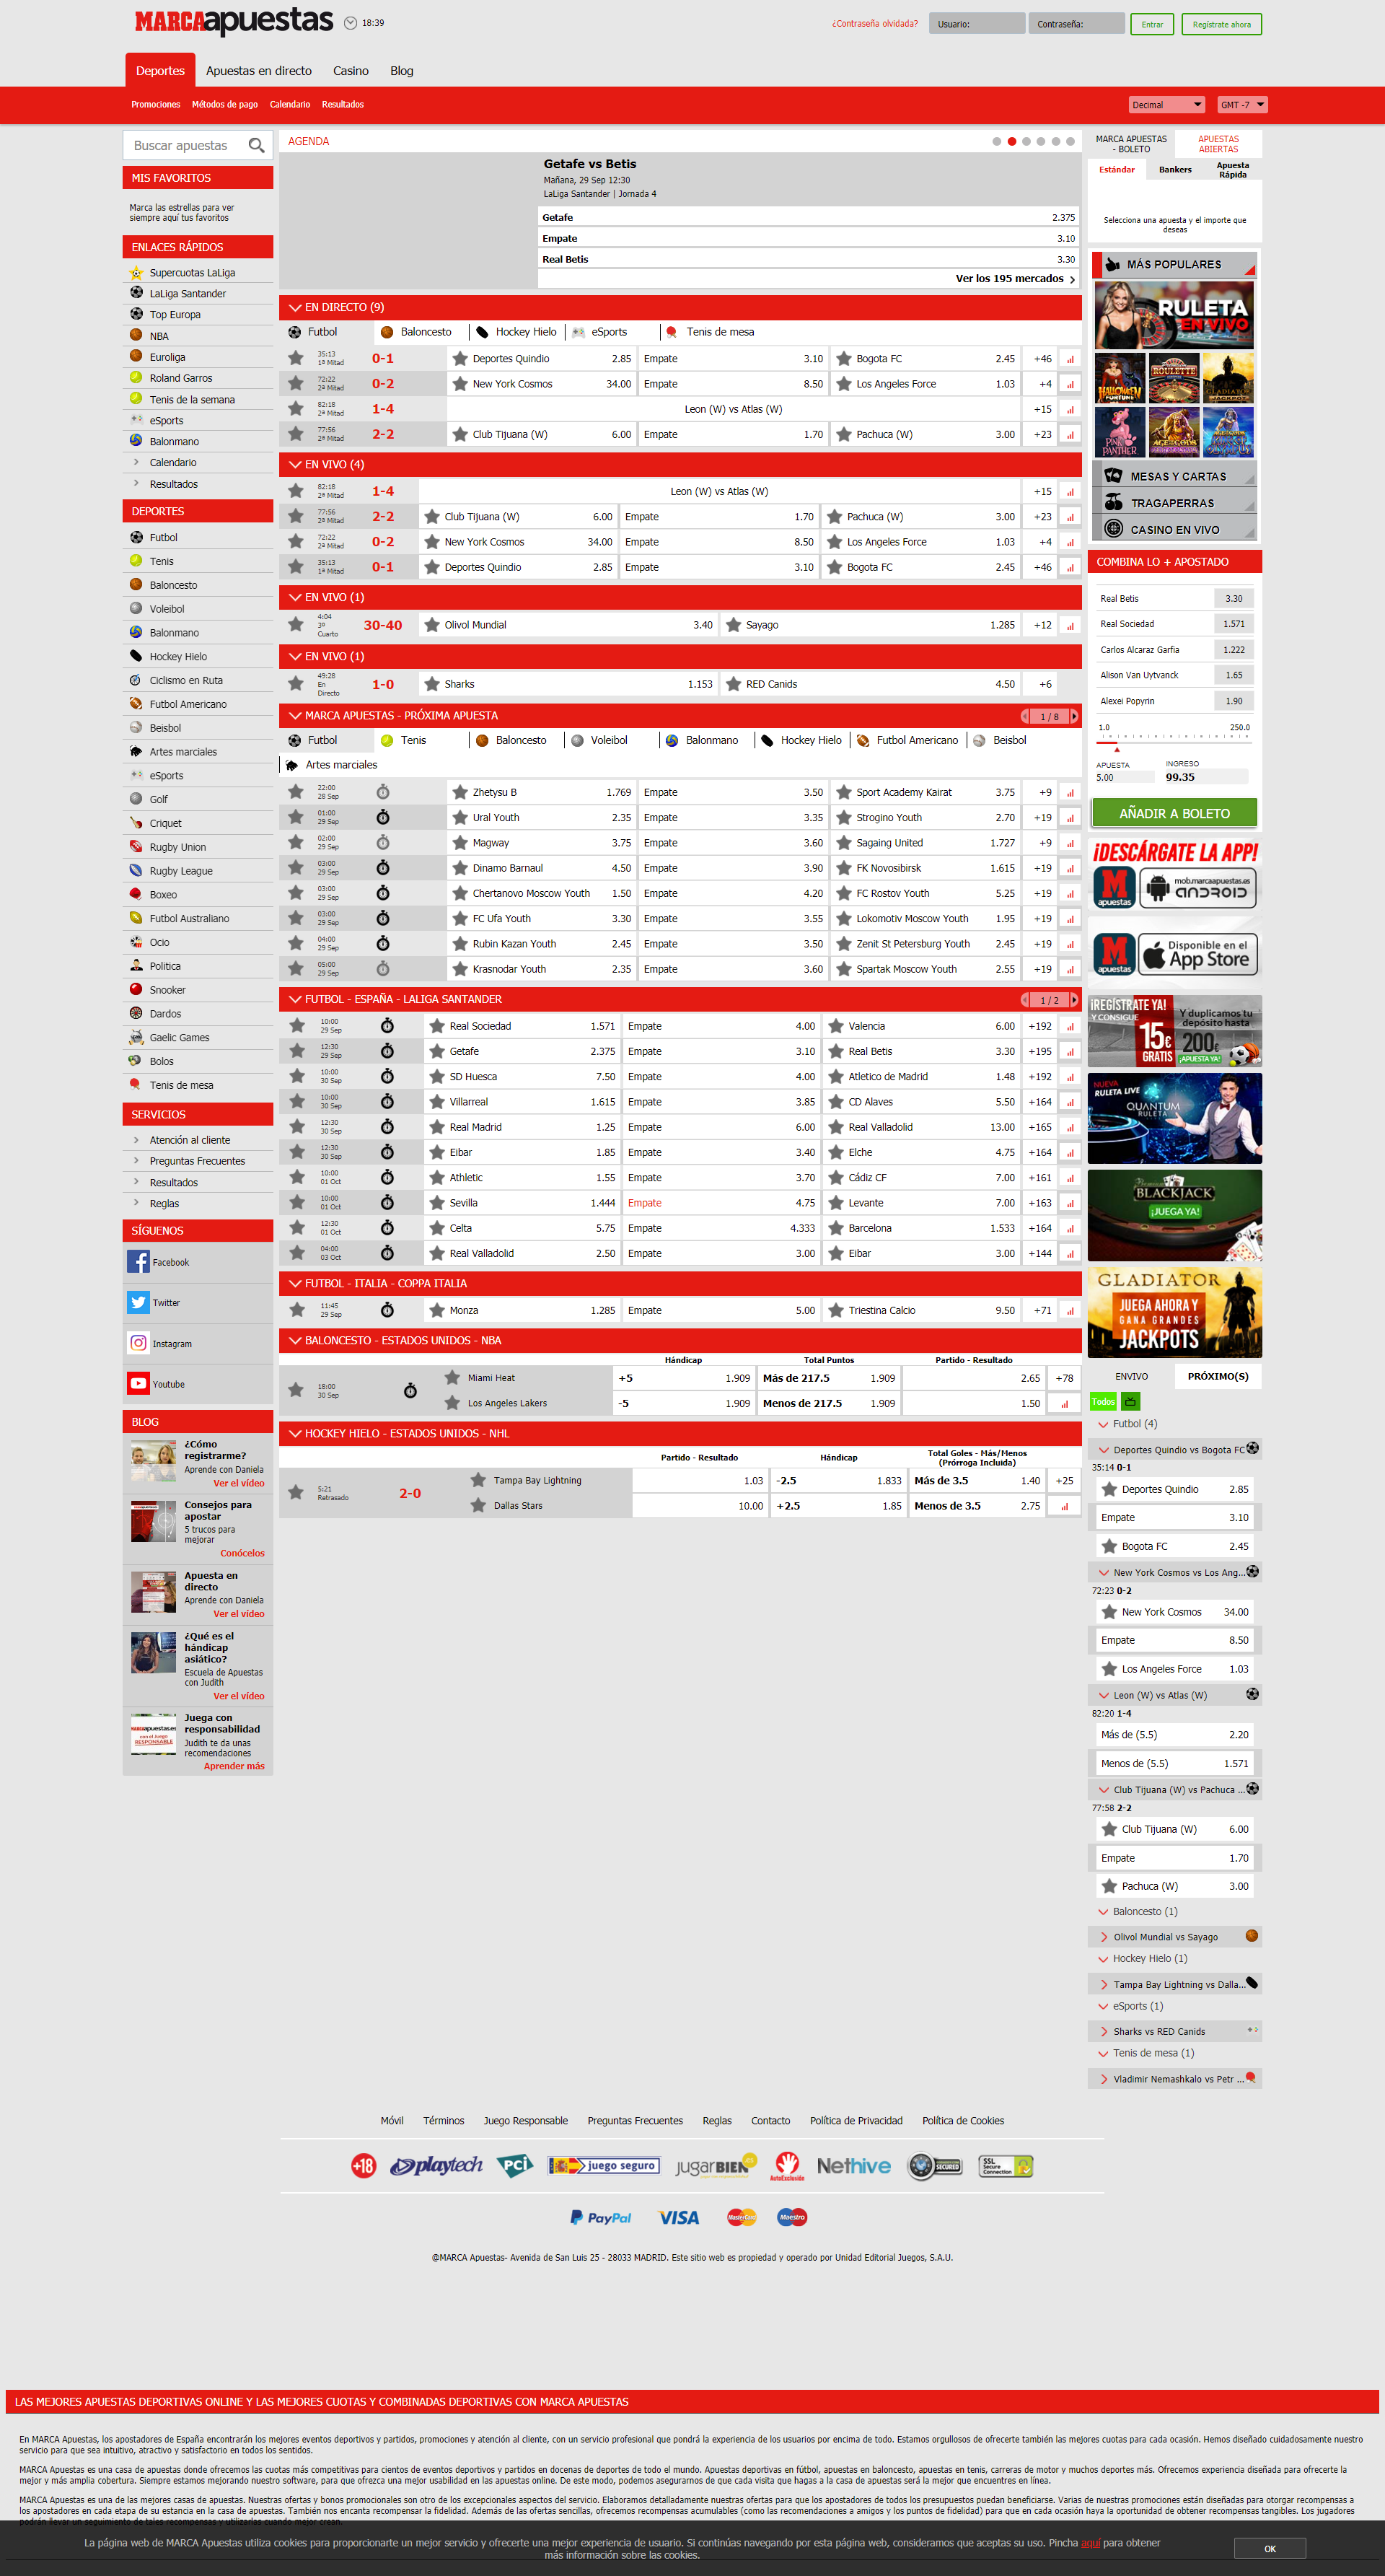 MARCAapuestas
18:39
¿Contraseña olvidada?
Usuario:
Contraseña:
Entrar
Regístrate ahora
Deportes
Apuestas en directo
Casino
Blog
Promociones
Métodos de pago
Calendario
Resultados
Decimal
GMT -7
Buscar apuestas
MIS FAVORITOS
Marca las estrellas para ver
siempre aquí tus favoritos
ENLACES RÁPIDOS
Supercuotas LaLiga
LaLiga Santander
Top Europa
NBA
Euroliga
Roland Garros
Tenis de la semana
eSports
Balonmano
Calendario
Resultados
DEPORTES
Futbol
Tenis
Baloncesto
Voleibol
Balonmano
Hockey Hielo
Ciclismo en Ruta
Futbol Americano
Beisbol
Artes marciales
eSports
Golf
Criquet
Rugby Union
Rugby League
Boxeo
Futbol Australiano
Ocio
Politica
Snooker
Dardos
Gaelic Games
Bolos
Tenis de mesa
SERVICIOS
Atención al cliente
Preguntas Frecuentes
Resultados
Reglas
SÍGUENOS
Facebook
Twitter
Instagram
Youtube
BLOG
¿Cómo
registrarme?
Aprende con Daniela
Ver el vídeo
Consejos para
apostar
5 trucos para
mejorar
Conócelos
Apuesta en
directo
Aprende con Daniela
Ver el vídeo
¿Qué es el
hándicap
asiático?
Escuela de Apuestas
con Judith
Ver el vídeo
Juega con
responsabilidad
Judith te da unas
recomendaciones
Aprender más
AGENDA
Getafe vs Betis
Mañana, 29 Sep 12:30
LaLiga Santander | Jornada 4
Getafe 2.375
Empate 3.10
Real Betis 3.30
Ver los 195 mercados
EN DIRECTO (9)
Futbol Baloncesto Hockey Hielo eSports Tenis de mesa
35:13 1ª Mitad 0-1 Deportes Quindio 2.85 Empate 3.10 Bogota FC 2.45 +46
72:22 2ª Mitad 0-2 New York Cosmos 34.00 Empate 8.50 Los Angeles Force 1.03 +4
82:18 2ª Mitad 1-4 Leon (W) vs Atlas (W) +15
77:56 2ª Mitad 2-2 Club Tijuana (W) 6.00 Empate 1.70 Pachuca (W) 3.00 +23
EN VIVO (4)
82:18 2ª Mitad 1-4 Leon (W) vs Atlas (W) +15
77:56 2ª Mitad 2-2 Club Tijuana (W) 6.00 Empate 1.70 Pachuca (W) 3.00 +23
72:22 2ª Mitad 0-2 New York Cosmos 34.00 Empate 8.50 Los Angeles Force 1.03 +4
35:13 1ª Mitad 0-1 Deportes Quindio 2.85 Empate 3.10 Bogota FC 2.45 +46
EN VIVO (1)
4:04 3º Cuarto 30-40 Olivol Mundial 3.40 Sayago 1.285 +12
EN VIVO (1)
49:28 En Directo 1-0 Sharks 1.153 RED Canids 4.50 +6
MARCA APUESTAS - PRÓXIMA APUESTA 1 / 8
Futbol Tenis Baloncesto Voleibol Balonmano Hockey Hielo Futbol Americano Beisbol
Artes marciales
22:00 28 Sep Zhetysu B 1.769 Empate 3.50 Sport Academy Kairat 3.75 +9
01:00 29 Sep Ural Youth 2.35 Empate 3.35 Strogino Youth 2.70 +19
02:00 29 Sep Magway 3.75 Empate 3.60 Sagaing United 1.727 +9
03:00 29 Sep Dinamo Barnaul 4.50 Empate 3.90 FK Novosibirsk 1.615 +19
03:00 29 Sep Chertanovo Moscow Youth 1.50 Empate 4.20 FC Rostov Youth 5.25 +19
03:00 29 Sep FC Ufa Youth 3.30 Empate 3.55 Lokomotiv Moscow Youth 1.95 +19
04:00 29 Sep Rubin Kazan Youth 2.45 Empate 3.50 Zenit St Petersburg Youth 2.45 +19
05:00 29 Sep Krasnodar Youth 2.35 Empate 3.60 Spartak Moscow Youth 2.55 +19
FUTBOL - ESPAÑA - LALIGA SANTANDER 1 / 2
10:00 29 Sep Real Sociedad 1.571 Empate 4.00 Valencia 6.00 +192
12:30 29 Sep Getafe 2.375 Empate 3.10 Real Betis 3.30 +195
10:00 30 Sep SD Huesca 7.50 Empate 4.00 Atletico de Madrid 1.48 +192
10:00 30 Sep Villarreal 1.615 Empate 3.85 CD Alaves 5.50 +164
12:30 30 Sep Real Madrid 1.25 Empate 6.00 Real Valladolid 13.00 +165
12:30 30 Sep Eibar 1.85 Empate 3.40 Elche 4.75 +164
10:00 01 Oct Athletic 1.55 Empate 3.70 Cádiz CF 7.00 +161
10:00 01 Oct Sevilla 1.444 Empate 4.75 Levante 7.00 +163
12:30 01 Oct Celta 5.75 Empate 4.333 Barcelona 1.533 +164
04:00 03 Oct Real Valladolid 2.50 Empate 3.00 Eibar 3.00 +144
FUTBOL - ITALIA - COPPA ITALIA
11:45 29 Sep Monza 1.285 Empate 5.00 Triestina Calcio 9.50 +71
BALONCESTO - ESTADOS UNIDOS - NBA
Hándicap Total Puntos Partido - Resultado
18:00 30 Sep
Miami Heat +5 1.909 Más de 217.5 1.909 2.65 +78
Los Angeles Lakers -5 1.909 Menos de 217.5 1.909 1.50
HOCKEY HIELO - ESTADOS UNIDOS - NHL
Partido - Resultado Hándicap Total Goles - Más/Menos
(Prórroga Incluida)
5:21 Retrasado 2-0
Tampa Bay Lightning 1.03 -2.5 1.833 Más de 3.5 1.40 +25
Dallas Stars 10.00 +2.5 1.85 Menos de 3.5 2.75
MARCA APUESTAS
- BOLETO
APUESTAS
ABIERTAS
Estándar
Bankers
Apuesta
Rápida
Selecciona una apuesta y el importe que
deseas
MÁS POPULARES
RULETA
EN VIVO
HALLOWEEN
FORTUNE
ROULETTE
GLADIATOR
JACKPOT
PINK
PANTHER
AGE OF THE
GODS
MESAS Y CARTAS
TRAGAPERRAS
CASINO EN VIVO
COMBINA LO + APOSTADO
Real Betis 3.30
Real Sociedad 1.571
Carlos Alcaraz Garfia 1.222
Alison Van Uytvanck 1.65
Alexei Popyrin 1.90
1.0 250.0
APUESTA INGRESO
5.00 99.35
AÑADIR A BOLETO
¡DESCÁRGATE LA APP!
M
apuestas
mob.marcaapuestas.es
ANDROID
M
apuestas
Disponible en el
App Store
¡REGÍSTRATE YA!
Y CONSIGUE
15€
GRATIS
Y duplicamos tu
depósito hasta
200€
¡APUESTA YA!
NUEVA
RULETA LIVE
QUANTUM
RULETA
Premium
BLACKJACK
¡JUEGA YA!
GLADIATOR
JUEGA AHORA Y
GANA GRANDES
JACKPOTS
ENVIVO
PRÓXIMO(S)
Todos
Futbol (4)
Deportes Quindio vs Bogota FC
35:14 0-1
Deportes Quindio 2.85
Empate 3.10
Bogota FC 2.45
New York Cosmos vs Los Ang...
72:23 0-2
New York Cosmos 34.00
Empate 8.50
Los Angeles Force 1.03
Leon (W) vs Atlas (W)
82:20 1-4
Más de (5.5) 2.20
Menos de (5.5) 1.571
Club Tijuana (W) vs Pachuca ...
77:58 2-2
Club Tijuana (W) 6.00
Empate 1.70
Pachuca (W) 3.00
Baloncesto (1)
Olivol Mundial vs Sayago
Hockey Hielo (1)
Tampa Bay Lightning vs Dalla...
eSports (1)
Sharks vs RED Canids
Tenis de mesa (1)
Vladimir Nemashkalo vs Petr ...
Móvil Términos Juego Responsable Preguntas Frecuentes Reglas Contacto Política de Privacidad Política de Cookies
+18 playtech PCI juego seguro jugarBIEN.es AutoExclusión Nethive SECURED SSL Secure Connection
PayPal VISA MasterCard Maestro
@MARCA Apuestas- Avenida de San Luis 25 - 28033 MADRID. Este sitio web es propiedad y operado por Unidad Editorial Juegos, S.A.U.
LAS MEJORES APUESTAS DEPORTIVAS ONLINE Y LAS MEJORES CUOTAS Y COMBINADAS DEPORTIVAS CON MARCA APUESTAS
En MARCA Apuestas, los apostadores de España encontrarán los mejores eventos deportivos y partidos, promociones y atención al cliente, con un servicio profesional que pondrá la experiencia de los usuarios por encima de todo. Estamos orgullosos de ofrecerte también las mejores cuotas para cada ocasión. Hemos diseñado cuidadosamente nuestro
servicio para que sea intuitivo, atractivo y satisfactorio en todos los sentidos.
MARCA Apuestas es una casa de apuestas donde ofrecemos las cuotas más competitivas para cientos de eventos deportivos y partidos en docenas de deportes de todo el mundo. Apuestas deportivas en fútbol, apuestas en baloncesto, apuestas en tenis, carreras de motor y muchos deportes más. Ofrecemos experiencia diseñada para ofrecerte la
mejor y más amplia cobertura. Siempre estamos mejorando nuestro software, para que ofrezca una mejor usabilidad en las apuestas online. De este modo, podemos asegurarnos de que cada visita que hagas a la casa de apuestas será la mejor que encuentres en línea.
MARCA Apuestas es una de las mejores casas de apuestas. Nuestras ofertas y bonos promocionales son otro de los excepcionales aspectos del servicio. Elaboramos detalladamente nuestras ofertas para que los apostadores de todos los presupuestos puedan beneficiarse. Varias de nuestras promociones están diseñadas para otorgar recompensas a
los apostadores en cada etapa de su estancia en la casa de apuestas. También nos encanta recompensar la fidelidad. Además de las ofertas sencillas, ofrecemos recompensas acumulables (como las recomendaciones a amigos y los puntos de fidelidad) para que en cada ocasión haya la oportunidad de obtener recompensas tangibles. Los jugadores
podrán llevar un seguimiento de tales recompensas y utilizarlas cuando mejor crean.
La página web de MARCA Apuestas utiliza cookies para proporcionarte un mejor servicio y ofrecerte una mejor experiencia de usuario. Si continúas navegando por esta página web, consideramos que aceptas su uso. Pincha aquí para obtener
más información sobre las cookies.
OK